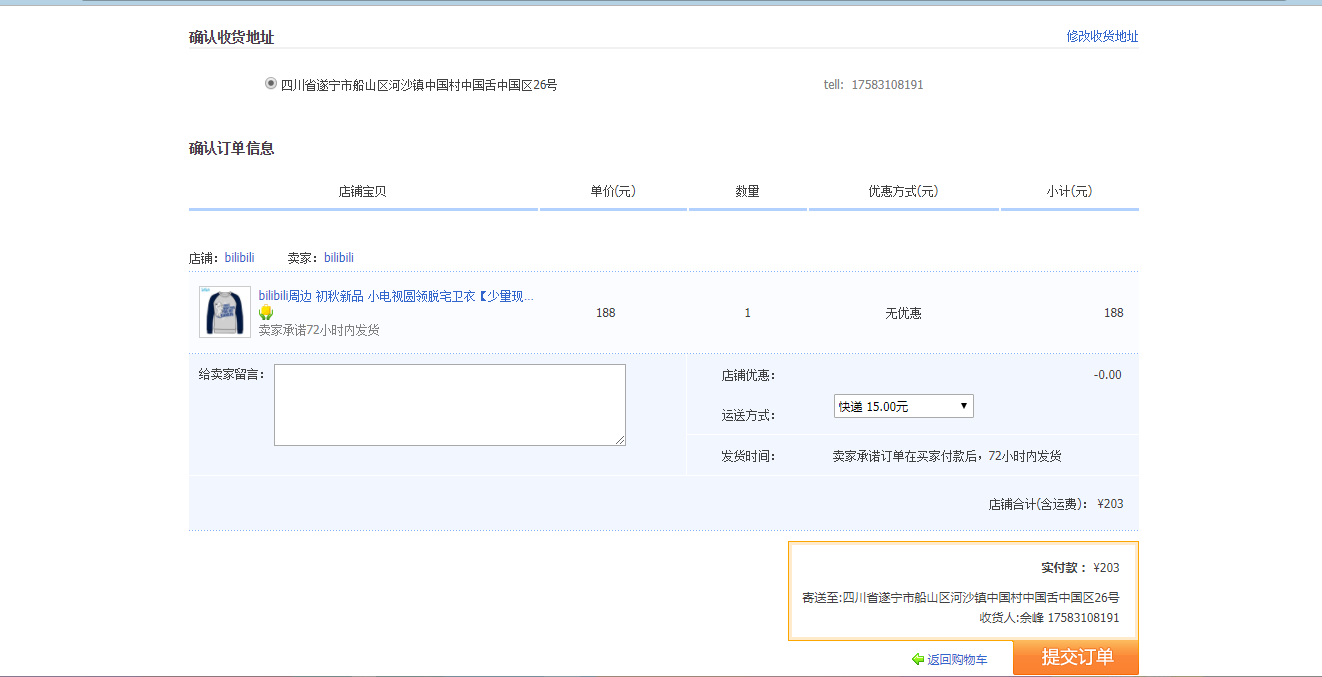 确认收货地址
修改收货地址
四川省遂宁市船山区河沙镇中国村中国舌中国区26号
tell: 17583108191
确认订单信息
店铺宝贝 单价(元) 数量 优惠方式(元) 小计(元)
店铺：bilibili 卖家：bilibili
bilibili周边 初秋新品 小电视圆领脱宅卫衣【少量现...
188 1 无优惠 188
卖家承诺72小时内发货
给卖家留言：
店铺优惠： -0.00
运送方式： 快递 15.00元
发货时间： 卖家承诺订单在买家付款后，72小时内发货
店铺合计(含运费)： ¥203
实付款： ¥203
寄送至:四川省遂宁市船山区河沙镇中国村中国舌中国区26号
收货人:余峰 17583108191
返回购物车
提交订单